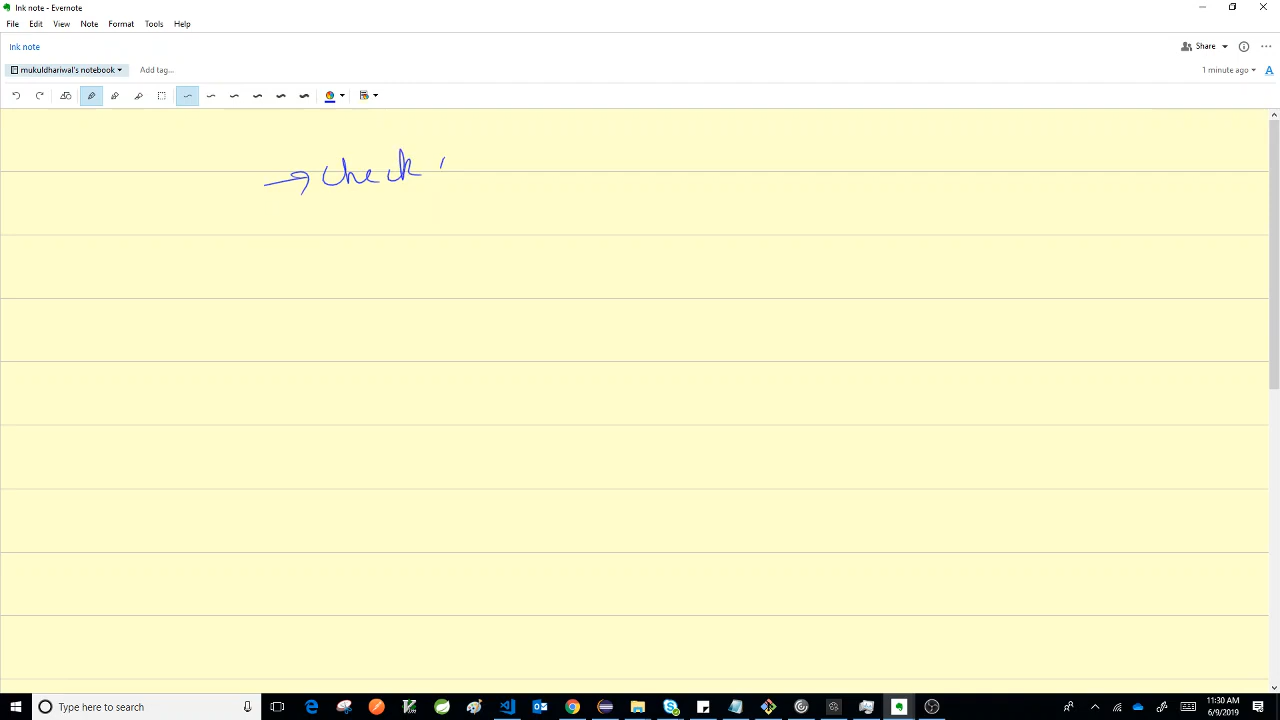 Ink note - Evernote
File Edit View Note Format Tools Help
Ink note Share
mukuldhariwal's notebook Add tag... 1 minute ago A
→ check
Type here to search 11:30 AM
6/9/2019